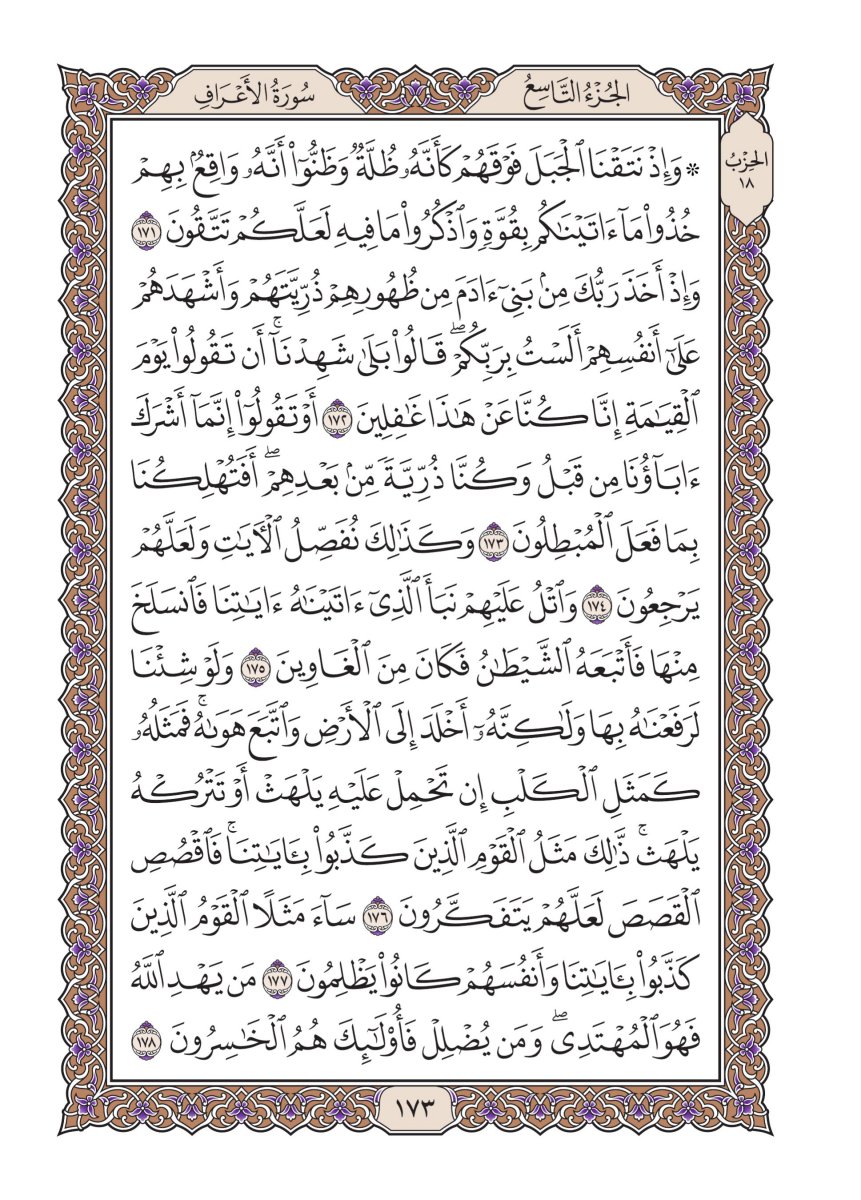 الجُزْءُ التَّاسِعُ
سُورَةُ الأَعْرَافِ
الحِزْبُ
١٨
۞ وَإِذْ نَتَقْنَا ٱلْجَبَلَ فَوْقَهُمْ كَأَنَّهُۥ ظُلَّةٌ وَظَنُّوٓا۟ أَنَّهُۥ وَاقِعٌۢ بِهِمْ
خُذُوا۟ مَآ ءَاتَيْنَٰكُم بِقُوَّةٍ وَٱذْكُرُوا۟ مَا فِيهِ لَعَلَّكُمْ تَتَّقُونَ ١٧١
وَإِذْ أَخَذَ رَبُّكَ مِنۢ بَنِىٓ ءَادَمَ مِن ظُهُورِهِمْ ذُرِّيَّتَهُمْ وَأَشْهَدَهُمْ
عَلَىٰٓ أَنفُسِهِمْ أَلَسْتُ بِرَبِّكُمْ ۖ قَالُوا۟ بَلَىٰ شَهِدْنَآ ۛ أَن تَقُولُوا۟ يَوْمَ
ٱلْقِيَٰمَةِ إِنَّا كُنَّا عَنْ هَٰذَا غَٰفِلِينَ ١٧٢ أَوْ تَقُولُوٓا۟ إِنَّمَآ أَشْرَكَ
ءَابَآؤُنَا مِن قَبْلُ وَكُنَّا ذُرِّيَّةً مِّنۢ بَعْدِهِمْ ۖ أَفَتُهْلِكُنَا
بِمَا فَعَلَ ٱلْمُبْطِلُونَ ١٧٣ وَكَذَٰلِكَ نُفَصِّلُ ٱلْـَٔايَٰتِ وَلَعَلَّهُمْ
يَرْجِعُونَ ١٧٤ وَٱتْلُ عَلَيْهِمْ نَبَأَ ٱلَّذِىٓ ءَاتَيْنَٰهُ ءَايَٰتِنَا فَٱنسَلَخَ
مِنْهَا فَأَتْبَعَهُ ٱلشَّيْطَٰنُ فَكَانَ مِنَ ٱلْغَاوِينَ ١٧٥ وَلَوْ شِئْنَا
لَرَفَعْنَٰهُ بِهَا وَلَٰكِنَّهُۥٓ أَخْلَدَ إِلَى ٱلْأَرْضِ وَٱتَّبَعَ هَوَىٰهُ ۚ فَمَثَلُهُۥ
كَمَثَلِ ٱلْكَلْبِ إِن تَحْمِلْ عَلَيْهِ يَلْهَثْ أَوْ تَتْرُكْهُ
يَلْهَث ۚ ذَّٰلِكَ مَثَلُ ٱلْقَوْمِ ٱلَّذِينَ كَذَّبُوا۟ بِـَٔايَٰتِنَا ۚ فَٱقْصُصِ
ٱلْقَصَصَ لَعَلَّهُمْ يَتَفَكَّرُونَ ١٧٦ سَآءَ مَثَلًا ٱلْقَوْمُ ٱلَّذِينَ
كَذَّبُوا۟ بِـَٔايَٰتِنَا وَأَنفُسَهُمْ كَانُوا۟ يَظْلِمُونَ ١٧٧ مَن يَهْدِ ٱللَّهُ
فَهُوَ ٱلْمُهْتَدِى ۖ وَمَن يُضْلِلْ فَأُو۟لَٰٓئِكَ هُمُ ٱلْخَٰسِرُونَ ١٧٨
١٧٣